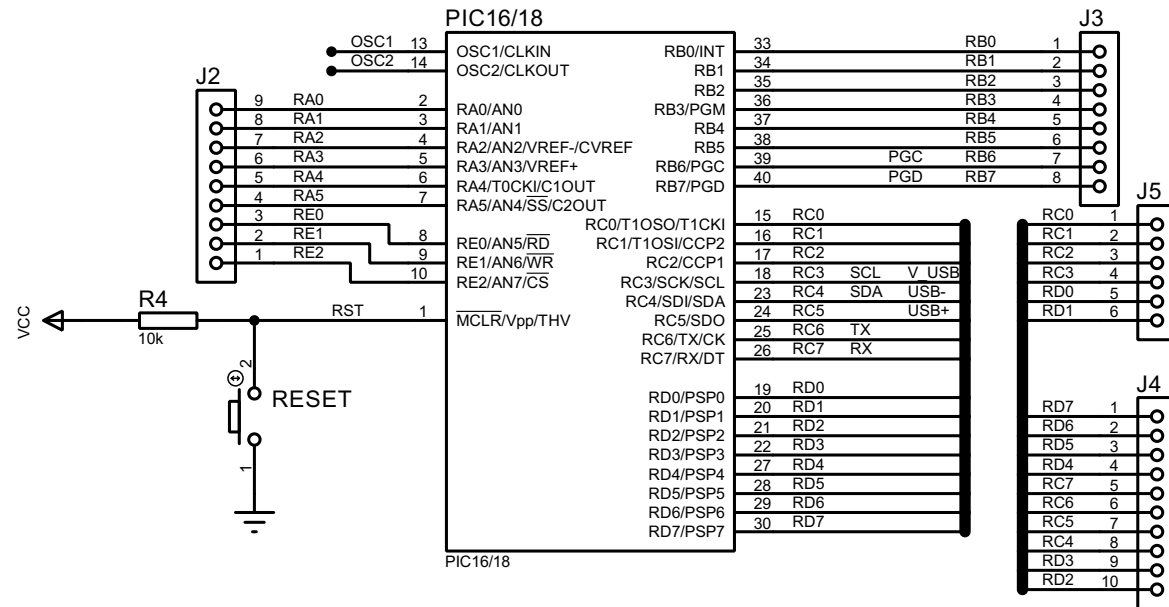 PIC16/18
J3
OSC1 13 OSC1/CLKIN RB0/INT 33 RB0 1
OSC2 14 OSC2/CLKOUT RB1 34 RB1 2
J2
RB2 35 RB2 3
9 RA0 2 RA0/AN0 RB3/PGM 36 RB3 4
8 RA1 3 RA1/AN1 RB4 37 RB4 5
7 RA2 4 RA2/AN2/VREF-/CVREF RB5 38 RB5 6
6 RA3 5 RA3/AN3/VREF+ RB6/PGC 39 PGC RB6 7
5 RA4 6 RA4/T0CKI/C1OUT RB7/PGD 40 PGD RB7 8
4 RA5 7 RA5/AN4/SS/C2OUT
J5
3 RE0 8 RE0/AN5/RD RC0/T1OSO/T1CKI 15 RC0 RC0 1
2 RE1 9 RE1/AN6/WR RC1/T1OSI/CCP2 16 RC1 RC1 2
1 RE2 10 RE2/AN7/CS RC2/CCP1 17 RC2 RC2 3
RC3/SCK/SCL 18 RC3 SCL V_USB RC3 4
RC4/SDI/SDA 23 RC4 SDA USB- RD0 5
VCC R4 10k RST 1 MCLR/Vpp/THV RC5/SDO 24 RC5 USB+ RD1 6
RC6/TX/CK 25 RC6 TX
RC7/RX/DT 26 RC7 RX
2
RESET
1
J4
RD0/PSP0 19 RD0 RD7 1
RD1/PSP1 20 RD1 RD6 2
RD2/PSP2 21 RD2 RD5 3
RD3/PSP3 22 RD3 RD4 4
RD4/PSP4 27 RD4 RC7 5
RD5/PSP5 28 RD5 RC6 6
RD6/PSP6 29 RD6 RC5 7
RD7/PSP7 30 RD7 RC4 8
RD3 9
RD2 10
PIC16/18